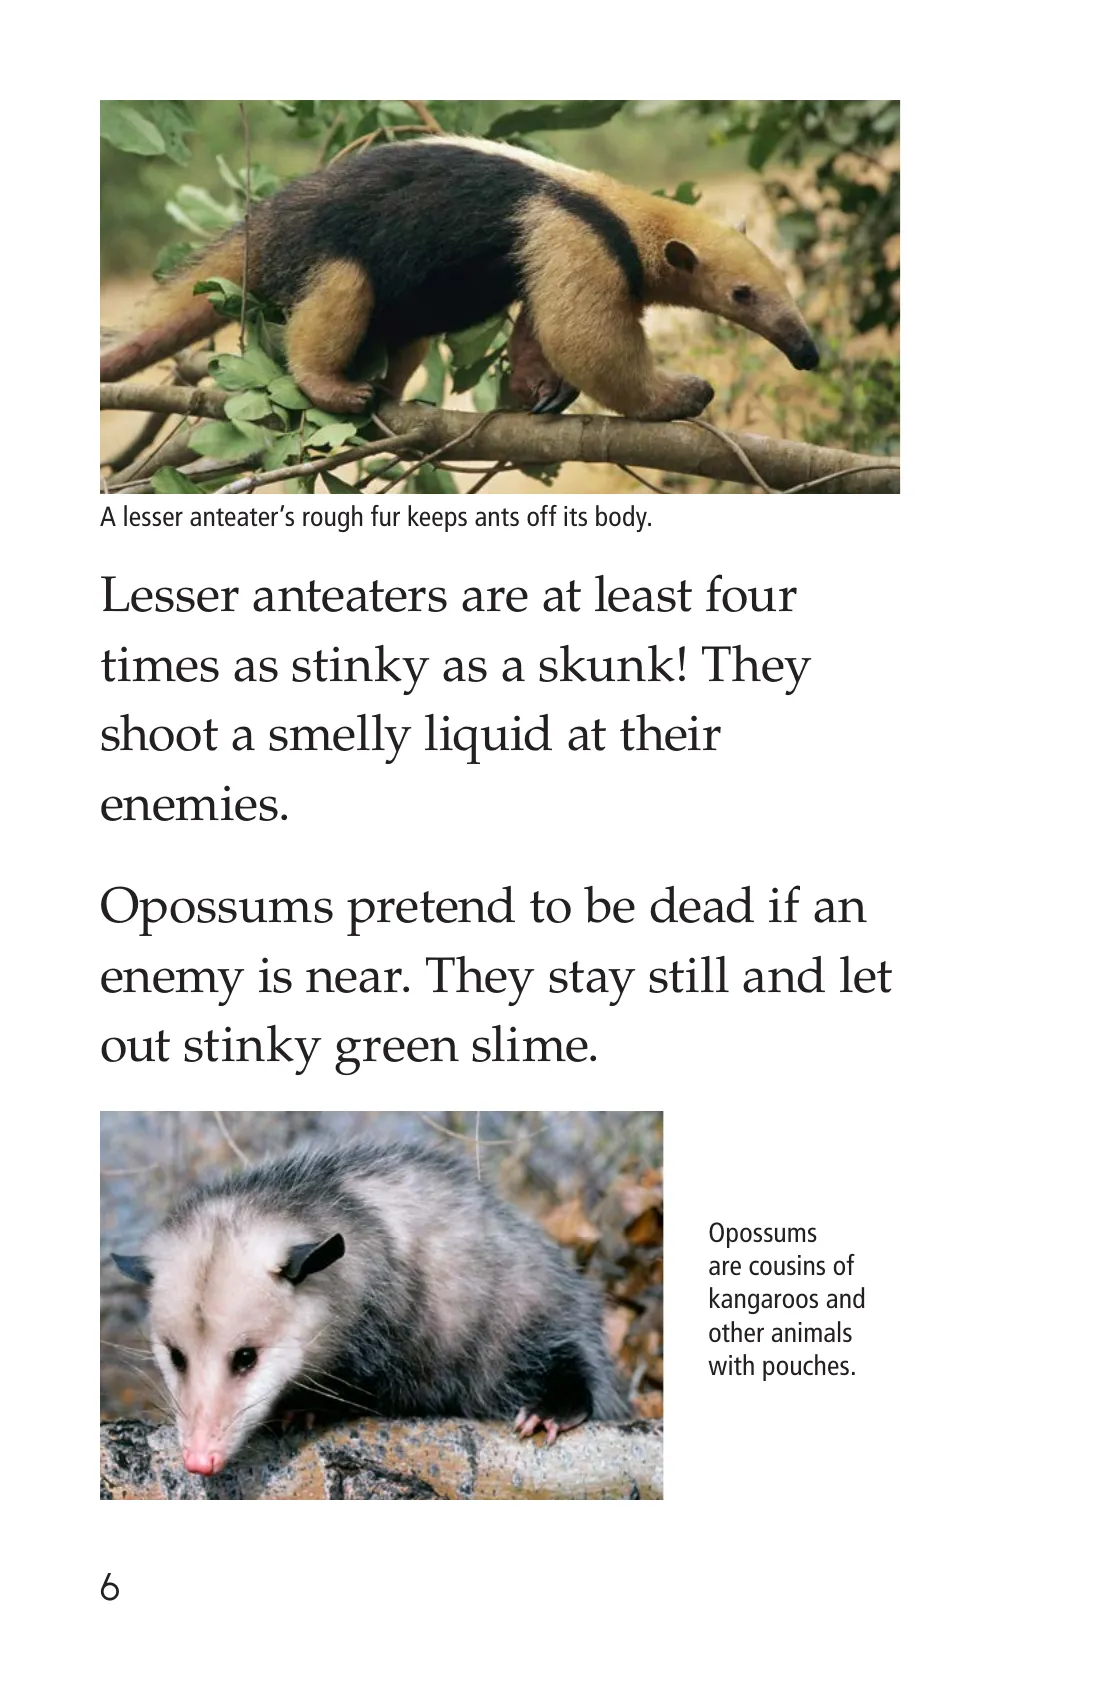 A lesser anteater’s rough fur keeps ants off its body.
Lesser anteaters are at least four
times as stinky as a skunk! They
shoot a smelly liquid at their
enemies.
Opossums pretend to be dead if an
enemy is near. They stay still and let
out stinky green slime.
Opossums
are cousins of
kangaroos and
other animals
with pouches.
6